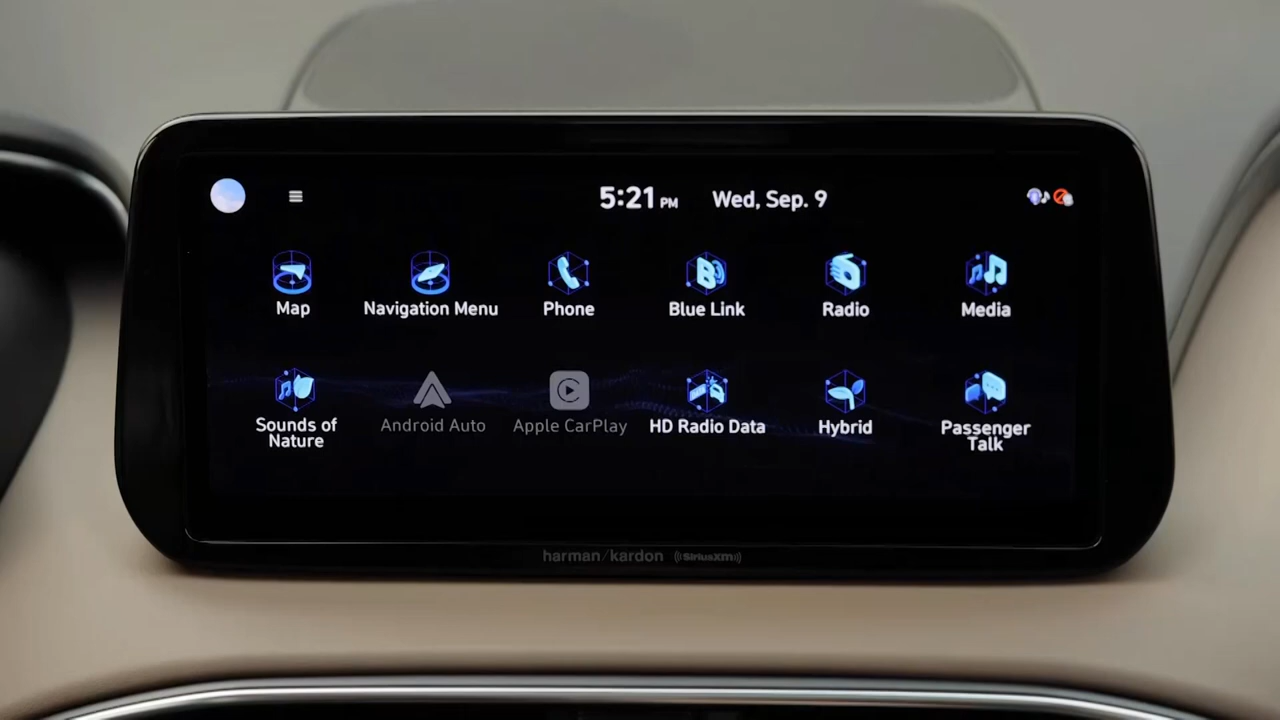 5:21 PM Wed, Sep. 9
Map Navigation Menu Phone Blue Link Radio Media
Sounds of Nature Android Auto Apple CarPlay HD Radio Data Hybrid Passenger Talk
harman/kardon SiriusXM